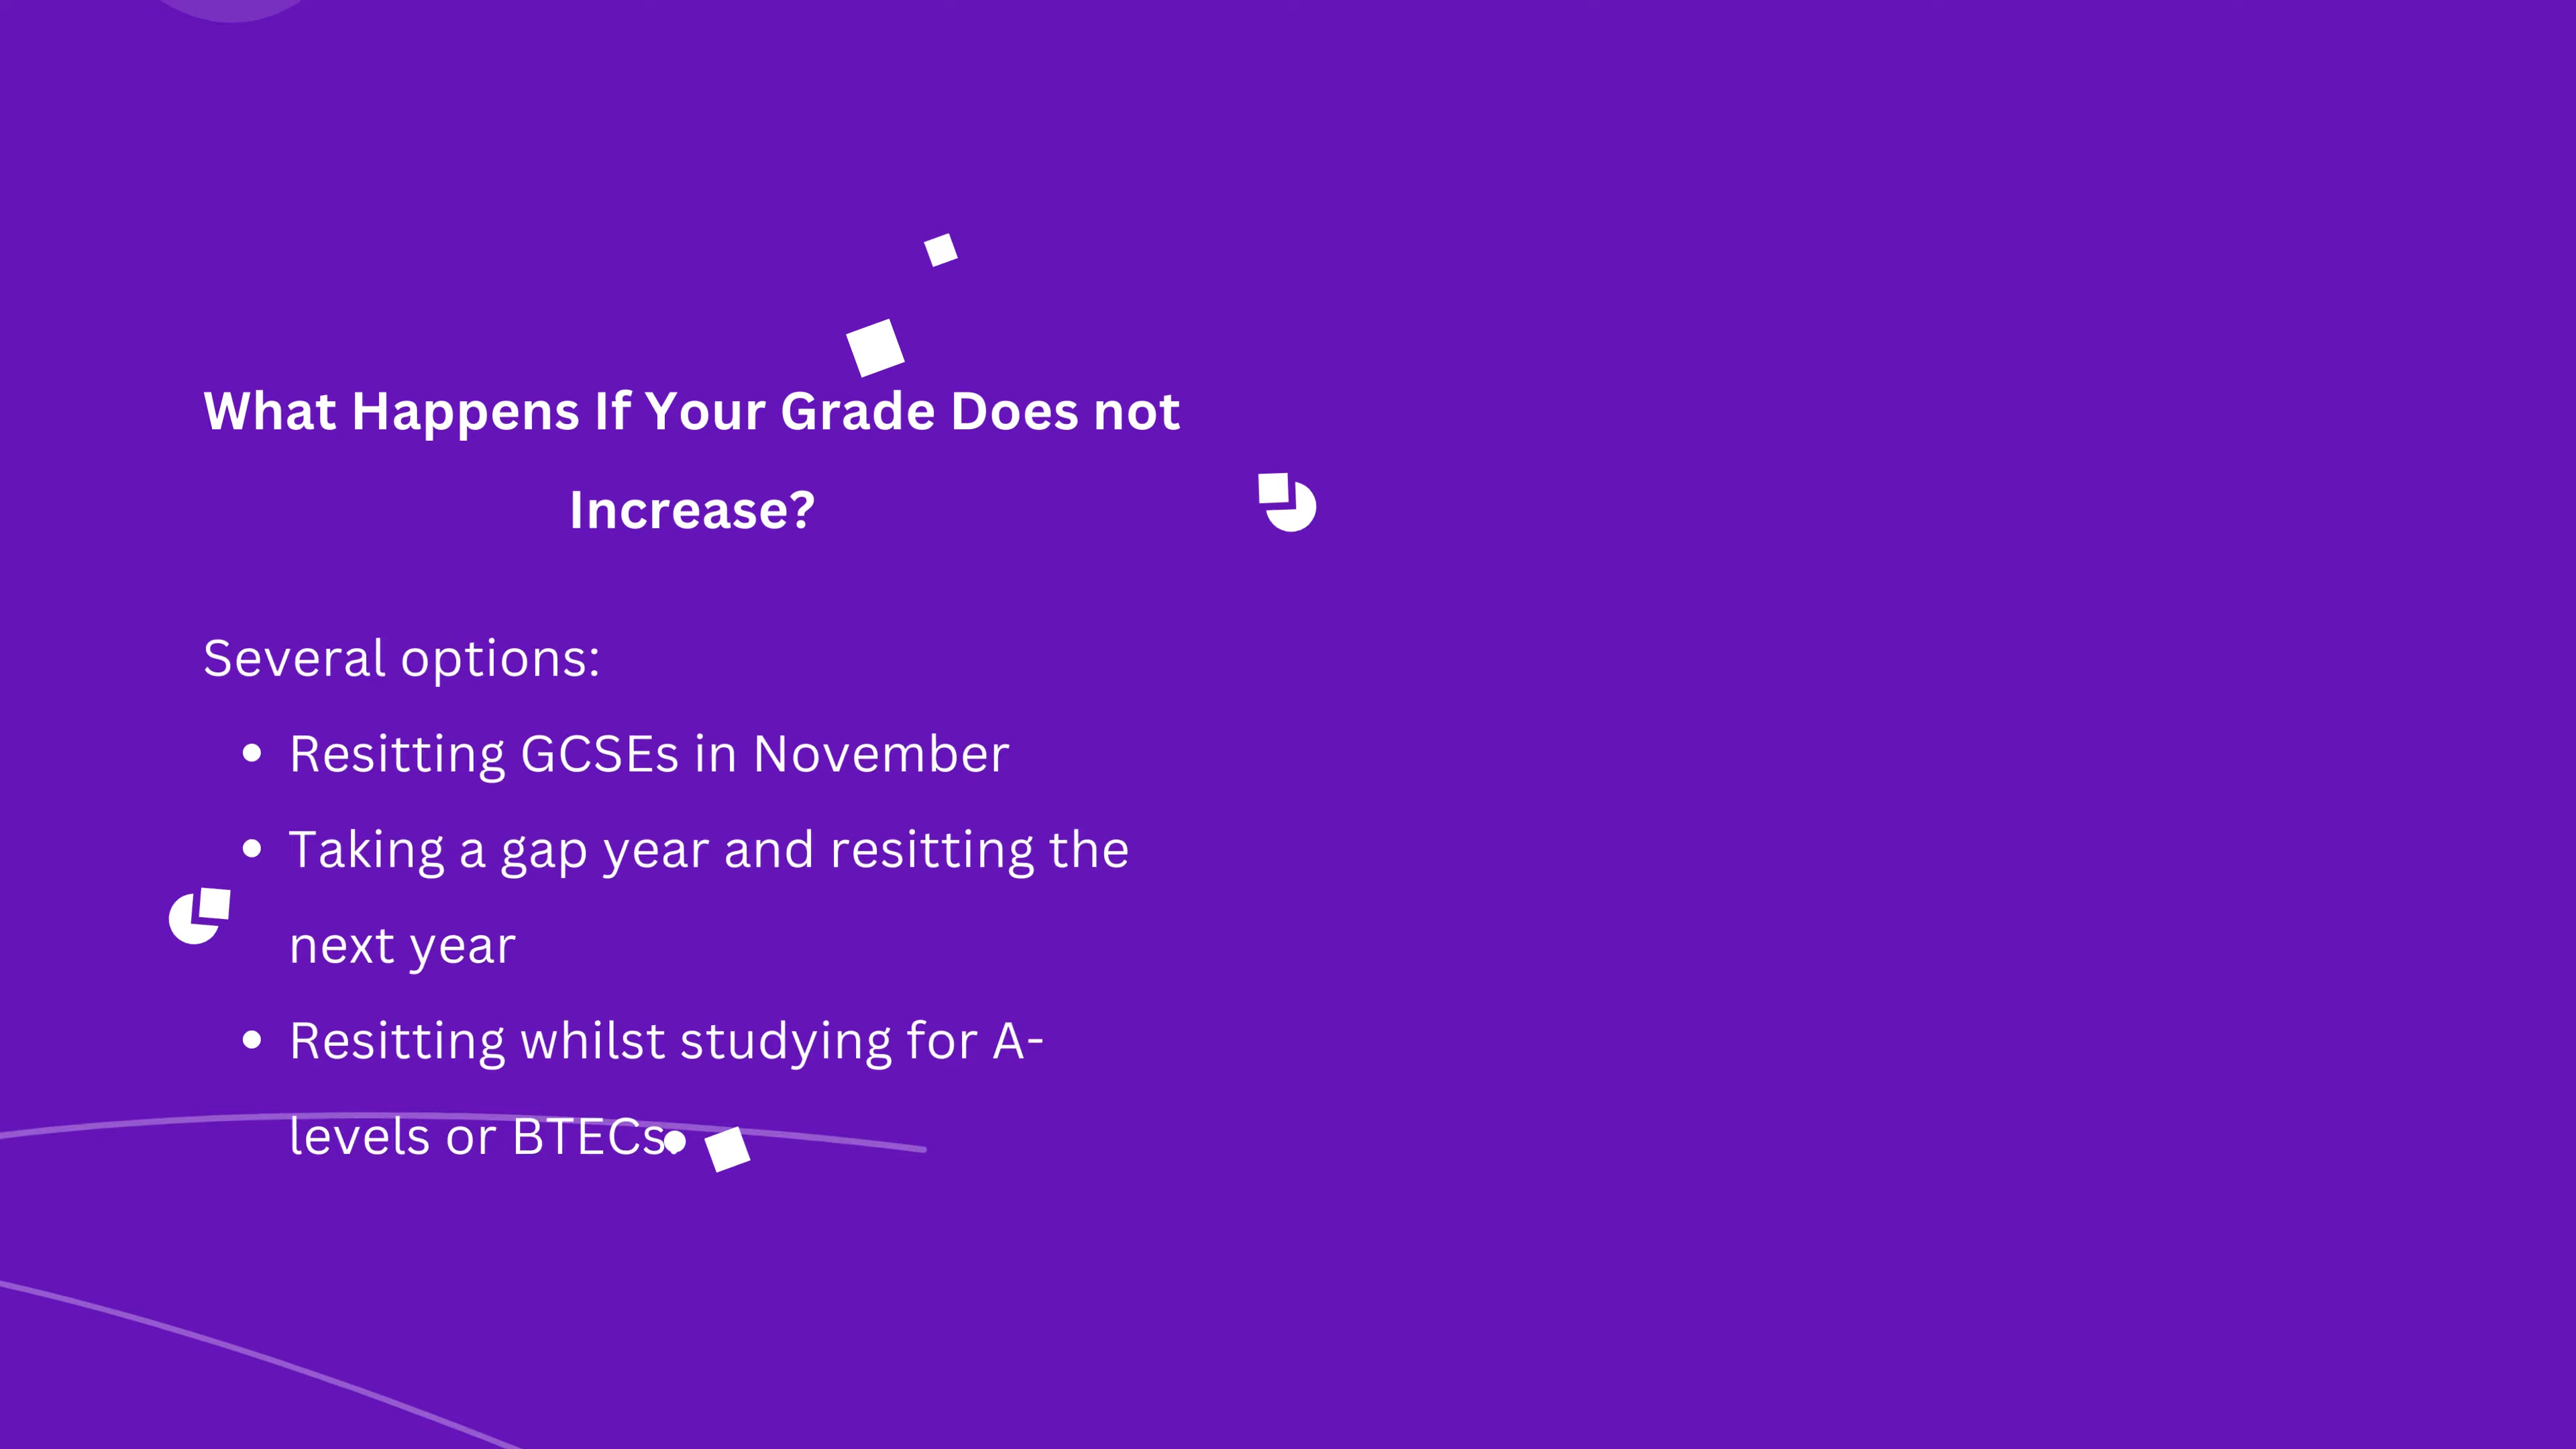 What Happens If Your Grade Does not
Increase?
Several options:
• Resitting GCSEs in November
• Taking a gap year and resitting the
next year
• Resitting whilst studying for A-
levels or BTECs.